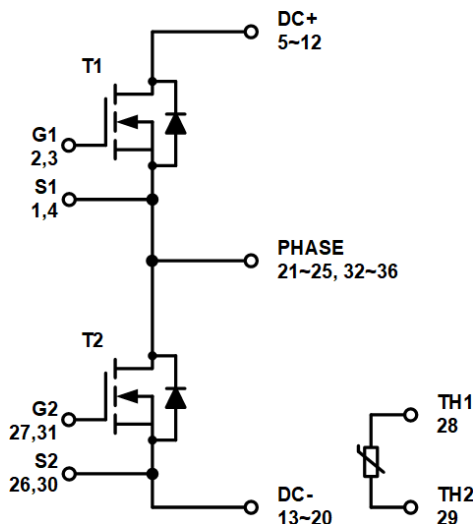 DC+
5~12
T1
G1
2,3
S1
1,4
PHASE
21~25, 32~36
T2
G2
27,31
S2
26,30
DC-
13~20
TH1
28
TH2
29